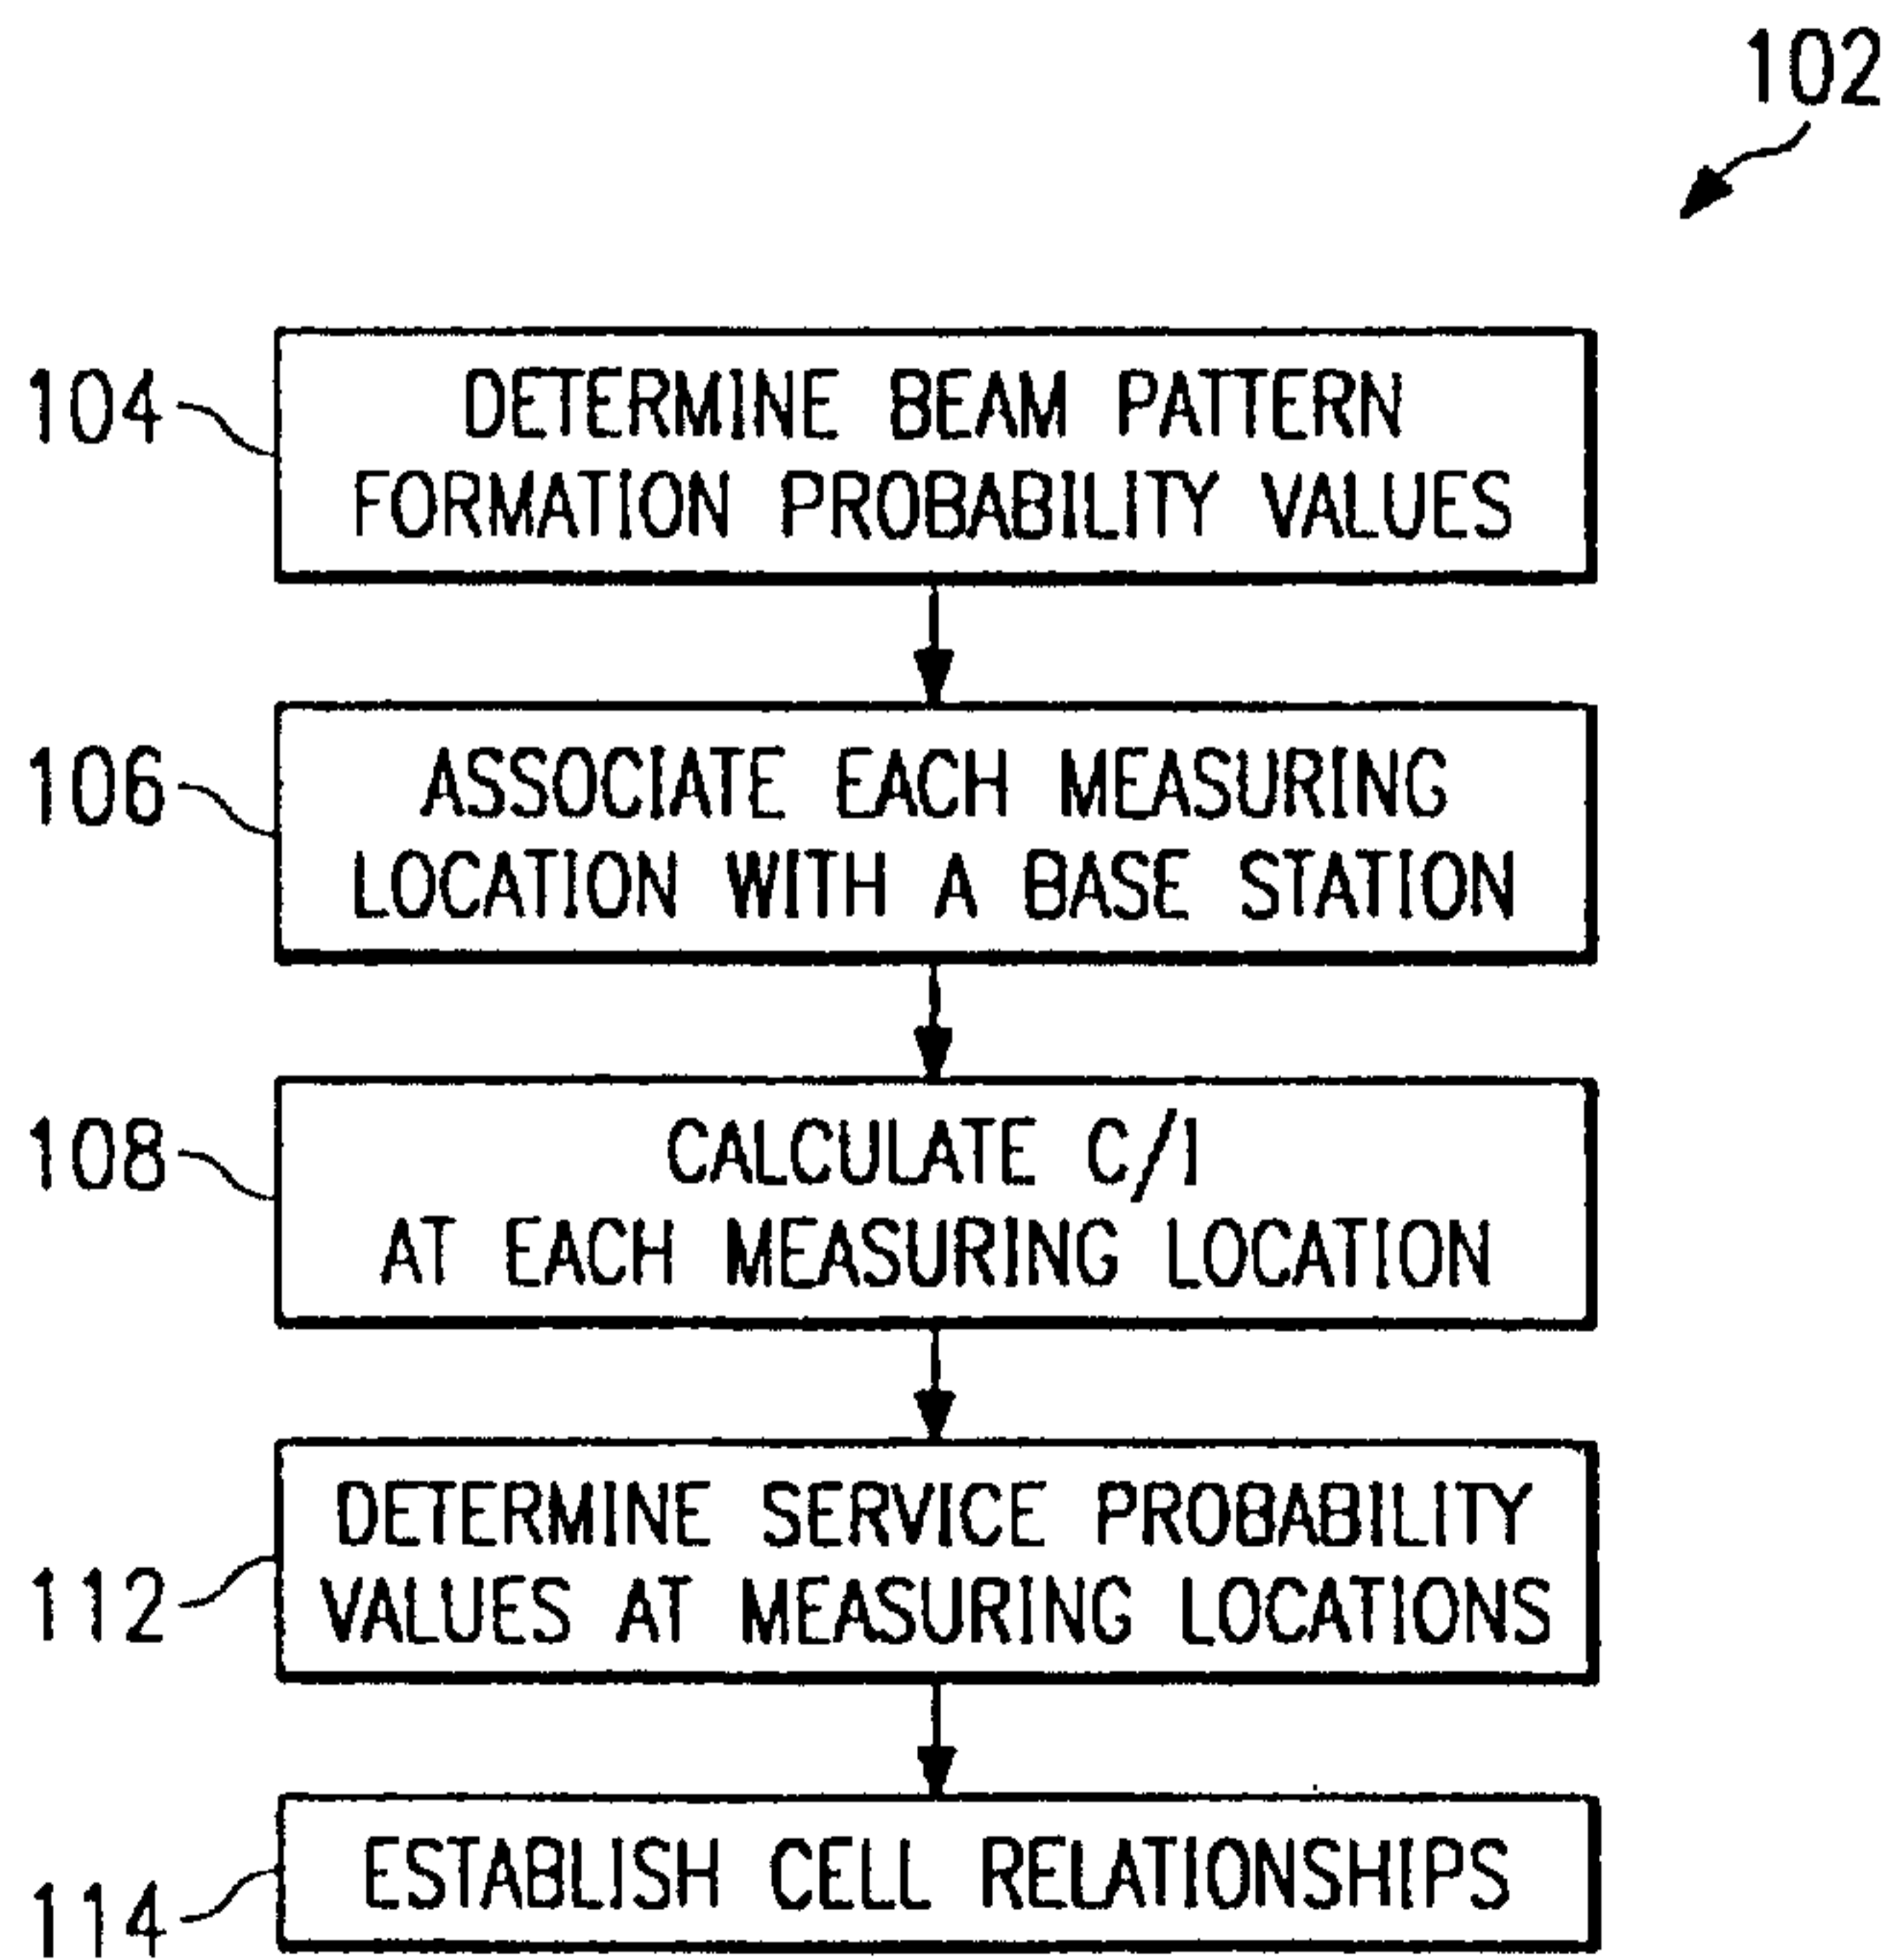 102
104
DETERMINE BEAM PATTERN
FORMATION PROBABILITY VALUES
106
ASSOCIATE EACH MEASURING
LOCATION WITH A BASE STATION
108
CALCULATE C/I
AT EACH MEASURING LOCATION
112
DETERMINE SERVICE PROBABILITY
VALUES AT MEASURING LOCATIONS
114
ESTABLISH CELL RELATIONSHIPS